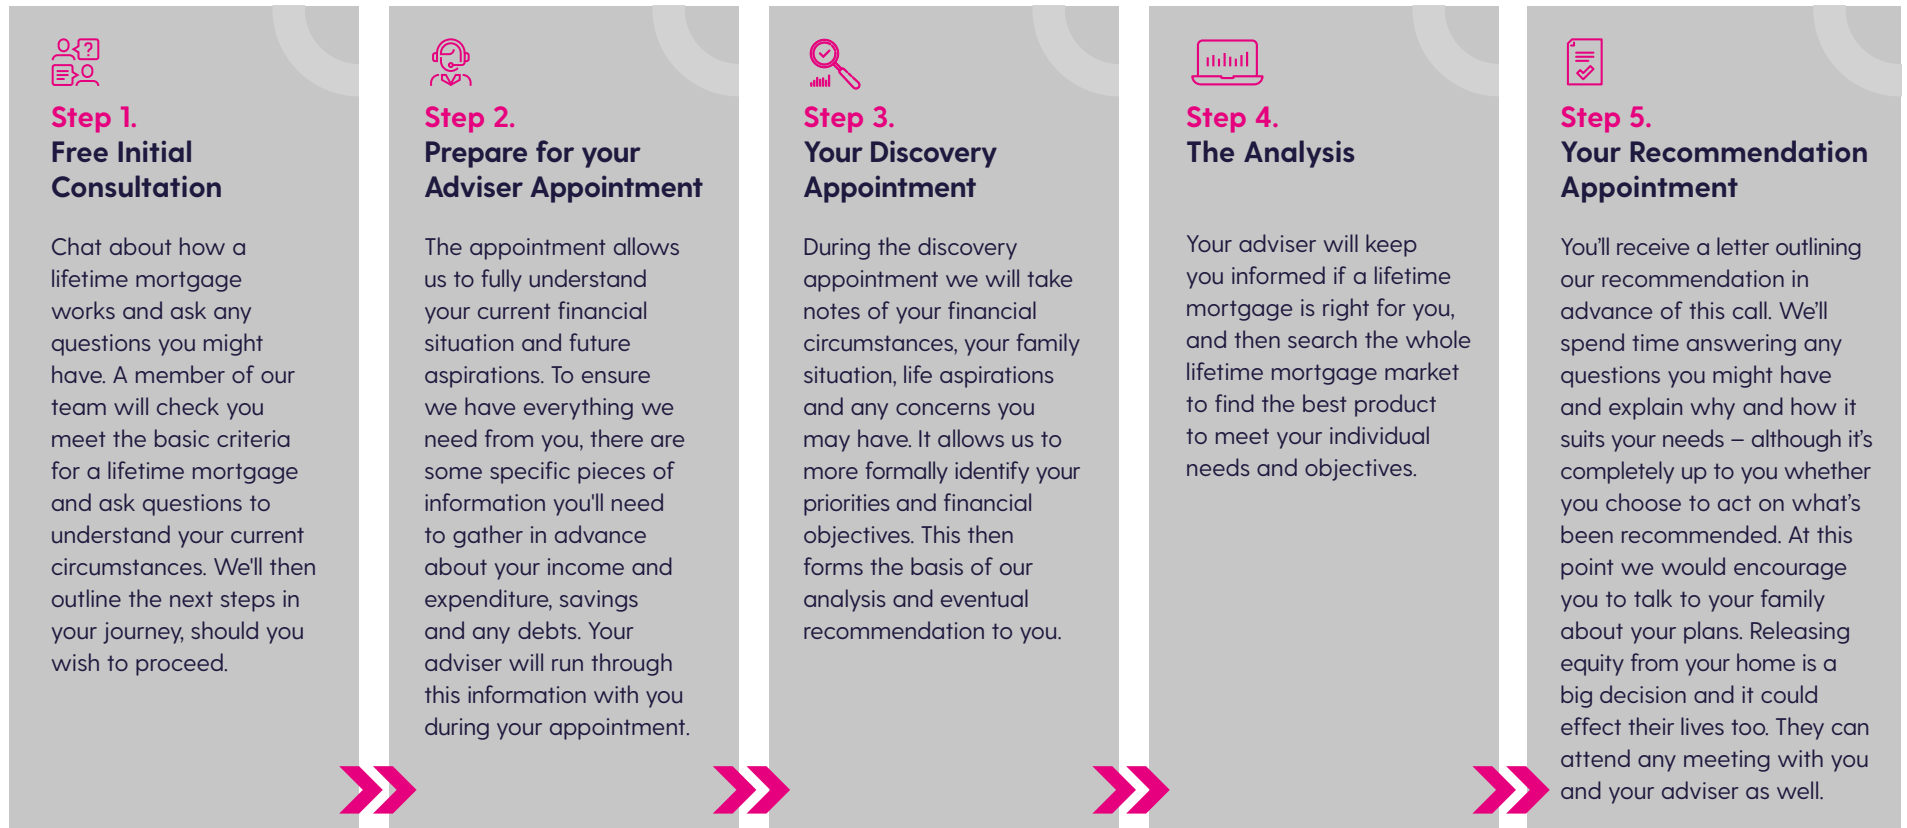 ?
Step 1.
Free Initial
Consultation
Chat about how a
lifetime mortgage
works and ask any
questions you might
have. A member of our
team will check you
meet the basic criteria
for a lifetime mortgage
and ask questions to
understand your current
circumstances. We'll then
outline the next steps in
your journey, should you
wish to proceed.
Step 2.
Prepare for your
Adviser Appointment
The appointment allows
us to fully understand
your current financial
situation and future
aspirations. To ensure
we have everything we
need from you, there are
some specific pieces of
information you'll need
to gather in advance
about your income and
expenditure, savings
and any debts. Your
adviser will run through
this information with you
during your appointment.
Step 3.
Your Discovery
Appointment
During the discovery
appointment we will take
notes of your financial
circumstances, your family
situation, life aspirations
and any concerns you
may have. It allows us to
more formally identify your
priorities and financial
objectives. This then
forms the basis of our
analysis and eventual
recommendation to you.
Step 4.
The Analysis
Your adviser will keep
you informed if a lifetime
mortgage is right for you,
and then search the whole
lifetime mortgage market
to find the best product
to meet your individual
needs and objectives.
Step 5.
Your Recommendation
Appointment
You’ll receive a letter outlining
our recommendation in
advance of this call. We’ll
spend time answering any
questions you might have
and explain why and how it
suits your needs – although it’s
completely up to you whether
you choose to act on what’s
been recommended. At this
point we would encourage
you to talk to your family
about your plans. Releasing
equity from your home is a
big decision and it could
effect their lives too. They can
attend any meeting with you
and your adviser as well.